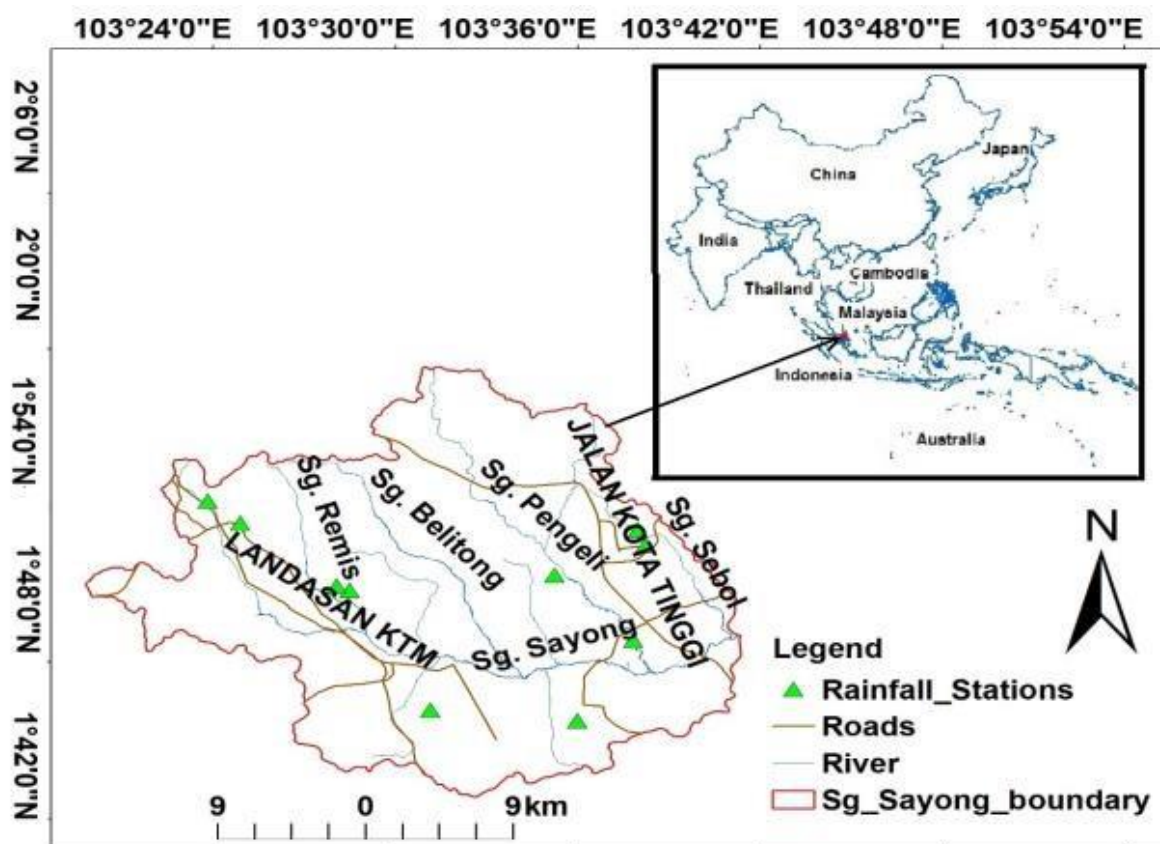 103°24'0"E 103°30'0"E 103°36'0"E 103°42'0"E 103°48'0"E 103°54'0"E
2°6'0"N
2°0'0"N
1°54'0"N
1°48'0"N
1°42'0"N
China
Japan
India
Thailand
Cambodia
Malaysia
Indonesia
Australia
JALAN KOTA TINGGI
Sg. Remis
Sg. Belitong
Sg. Pengeli
Sg. Sebol
LANDASAN KTM
Sg. Sayong
N
Legend
Rainfall_Stations
Roads
River
Sg_Sayong_boundary
9 0 9km